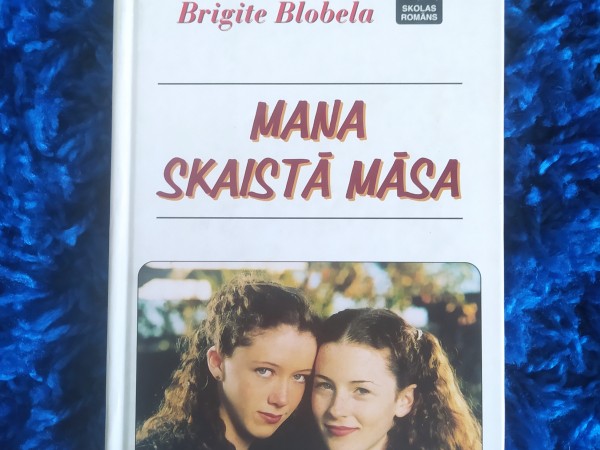 Brigite Blobela
SKOLAS
ROMĀNS
MANA
SKAISTĀ MĀSA